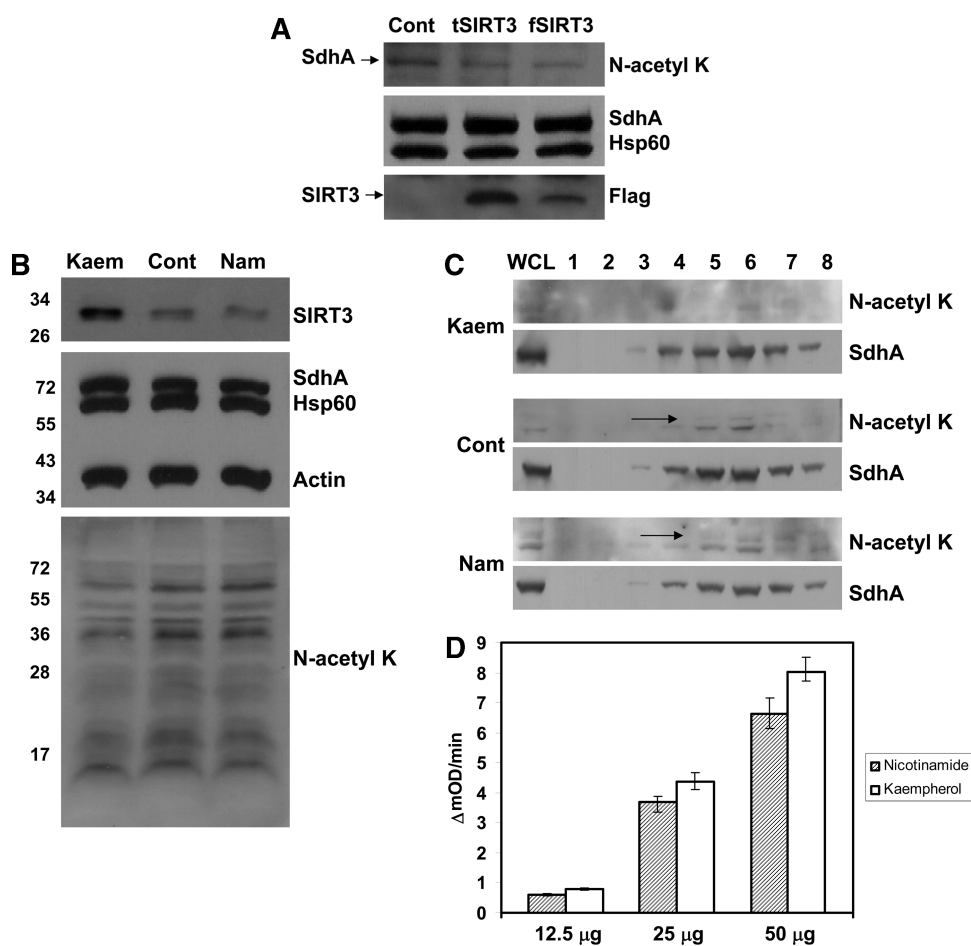 A
Cont tSIRT3 fSIRT3
SdhA
N-acetyl K
SdhA
Hsp60
SIRT3
Flag
B
Kaem Cont Nam
34
26
SIRT3
72
55
43
34
SdhA
Hsp60
Actin
72
55
36
28
17
N-acetyl K
C
WCL 1 2 3 4 5 6 7 8
Kaem
N-acetyl K
SdhA
Cont
N-acetyl K
SdhA
Nam
N-acetyl K
SdhA
D
ΔmOD/min
9
8
7
6
5
4
3
2
1
0
12.5 µg 25 µg 50 µg
Nicotinamide
Kaempherol